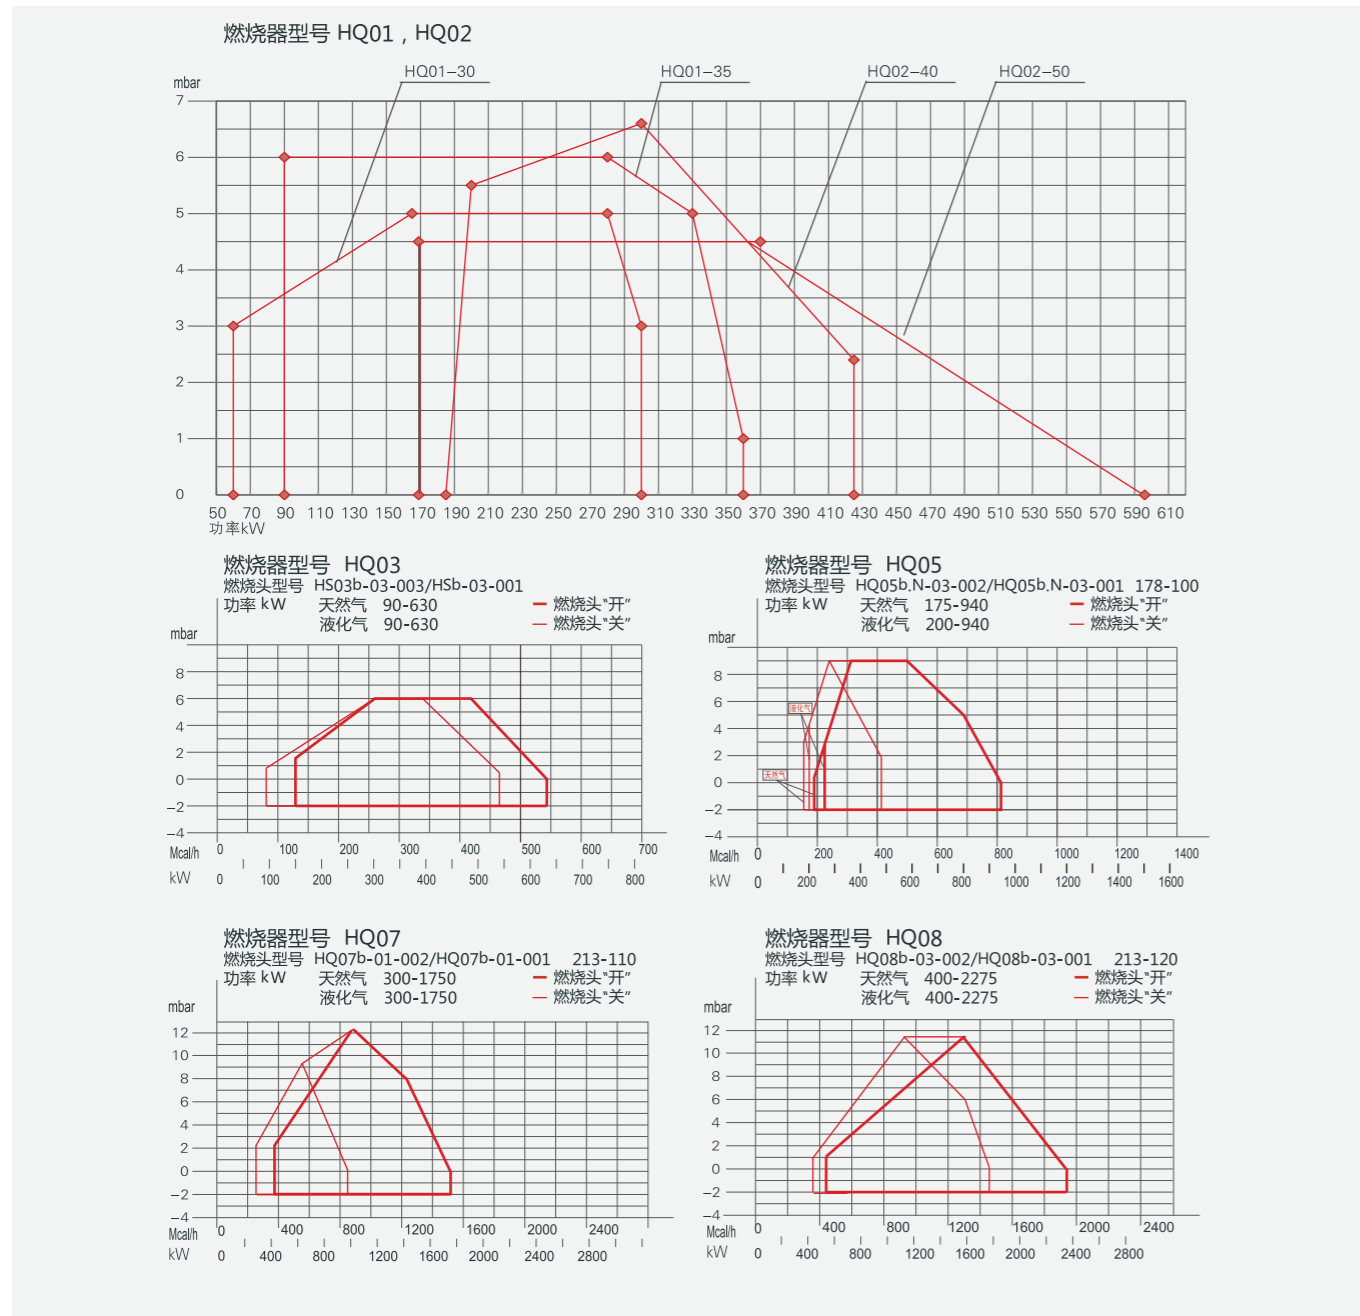 燃烧器型号 HQ01，HQ02
HQ01–30 HQ01–35 HQ02–40 HQ02–50
mbar
7
6
5
4
3
2
1
0
50 70 90 110 130 150 170 190 210 230 250 270 290 310 330 350 370 390 410 430 450 470 490 510 530 550 570 590 610
功率kW
燃烧器型号 HQ03
燃烧头型号 HS03b-03-003/HSb-03-001
功率 kW 天然气 90-630 燃烧头“开”
液化气 90-630 燃烧头“关”
mbar
8
6
4
2
0
–2
–4
Mcal/h 0 100 200 300 400 500 600 700
kW 0 100 200 300 400 500 600 700 800
燃烧器型号 HQ05
燃烧头型号 HQ05b.N-03-002/HQ05b.N-03-001 178-100
功率 kW 天然气 175-940 燃烧头“开”
液化气 200-940 燃烧头“关”
mbar
8
6
液化气
4
2
天然气
0
–2
–4
Mcal/h 0 200 400 600 800 1000 1200 1400
kW 0 200 400 600 800 1000 1200 1400 1600
燃烧器型号 HQ07
燃烧头型号 HQ07b-01-002/HQ07b-01-001 213-110
功率 kW 天然气 300-1750 燃烧头“开”
液化气 300-1750 燃烧头“关”
mbar
12
10
8
6
4
2
0
–2
–4
Mcal/h 0 400 800 1200 1600 2000 2400
kW 0 400 800 1200 1600 2000 2400 2800
燃烧器型号 HQ08
燃烧头型号 HQ08b-03-002/HQ08b-03-001 213-120
功率 kW 天然气 400-2275 燃烧头“开”
液化气 400-2275 燃烧头“关”
mbar
12
10
8
6
4
2
0
–2
–4
Mcal/h 0 400 800 1200 1600 2000 2400
kW 0 400 800 1200 1600 2000 2400 2800